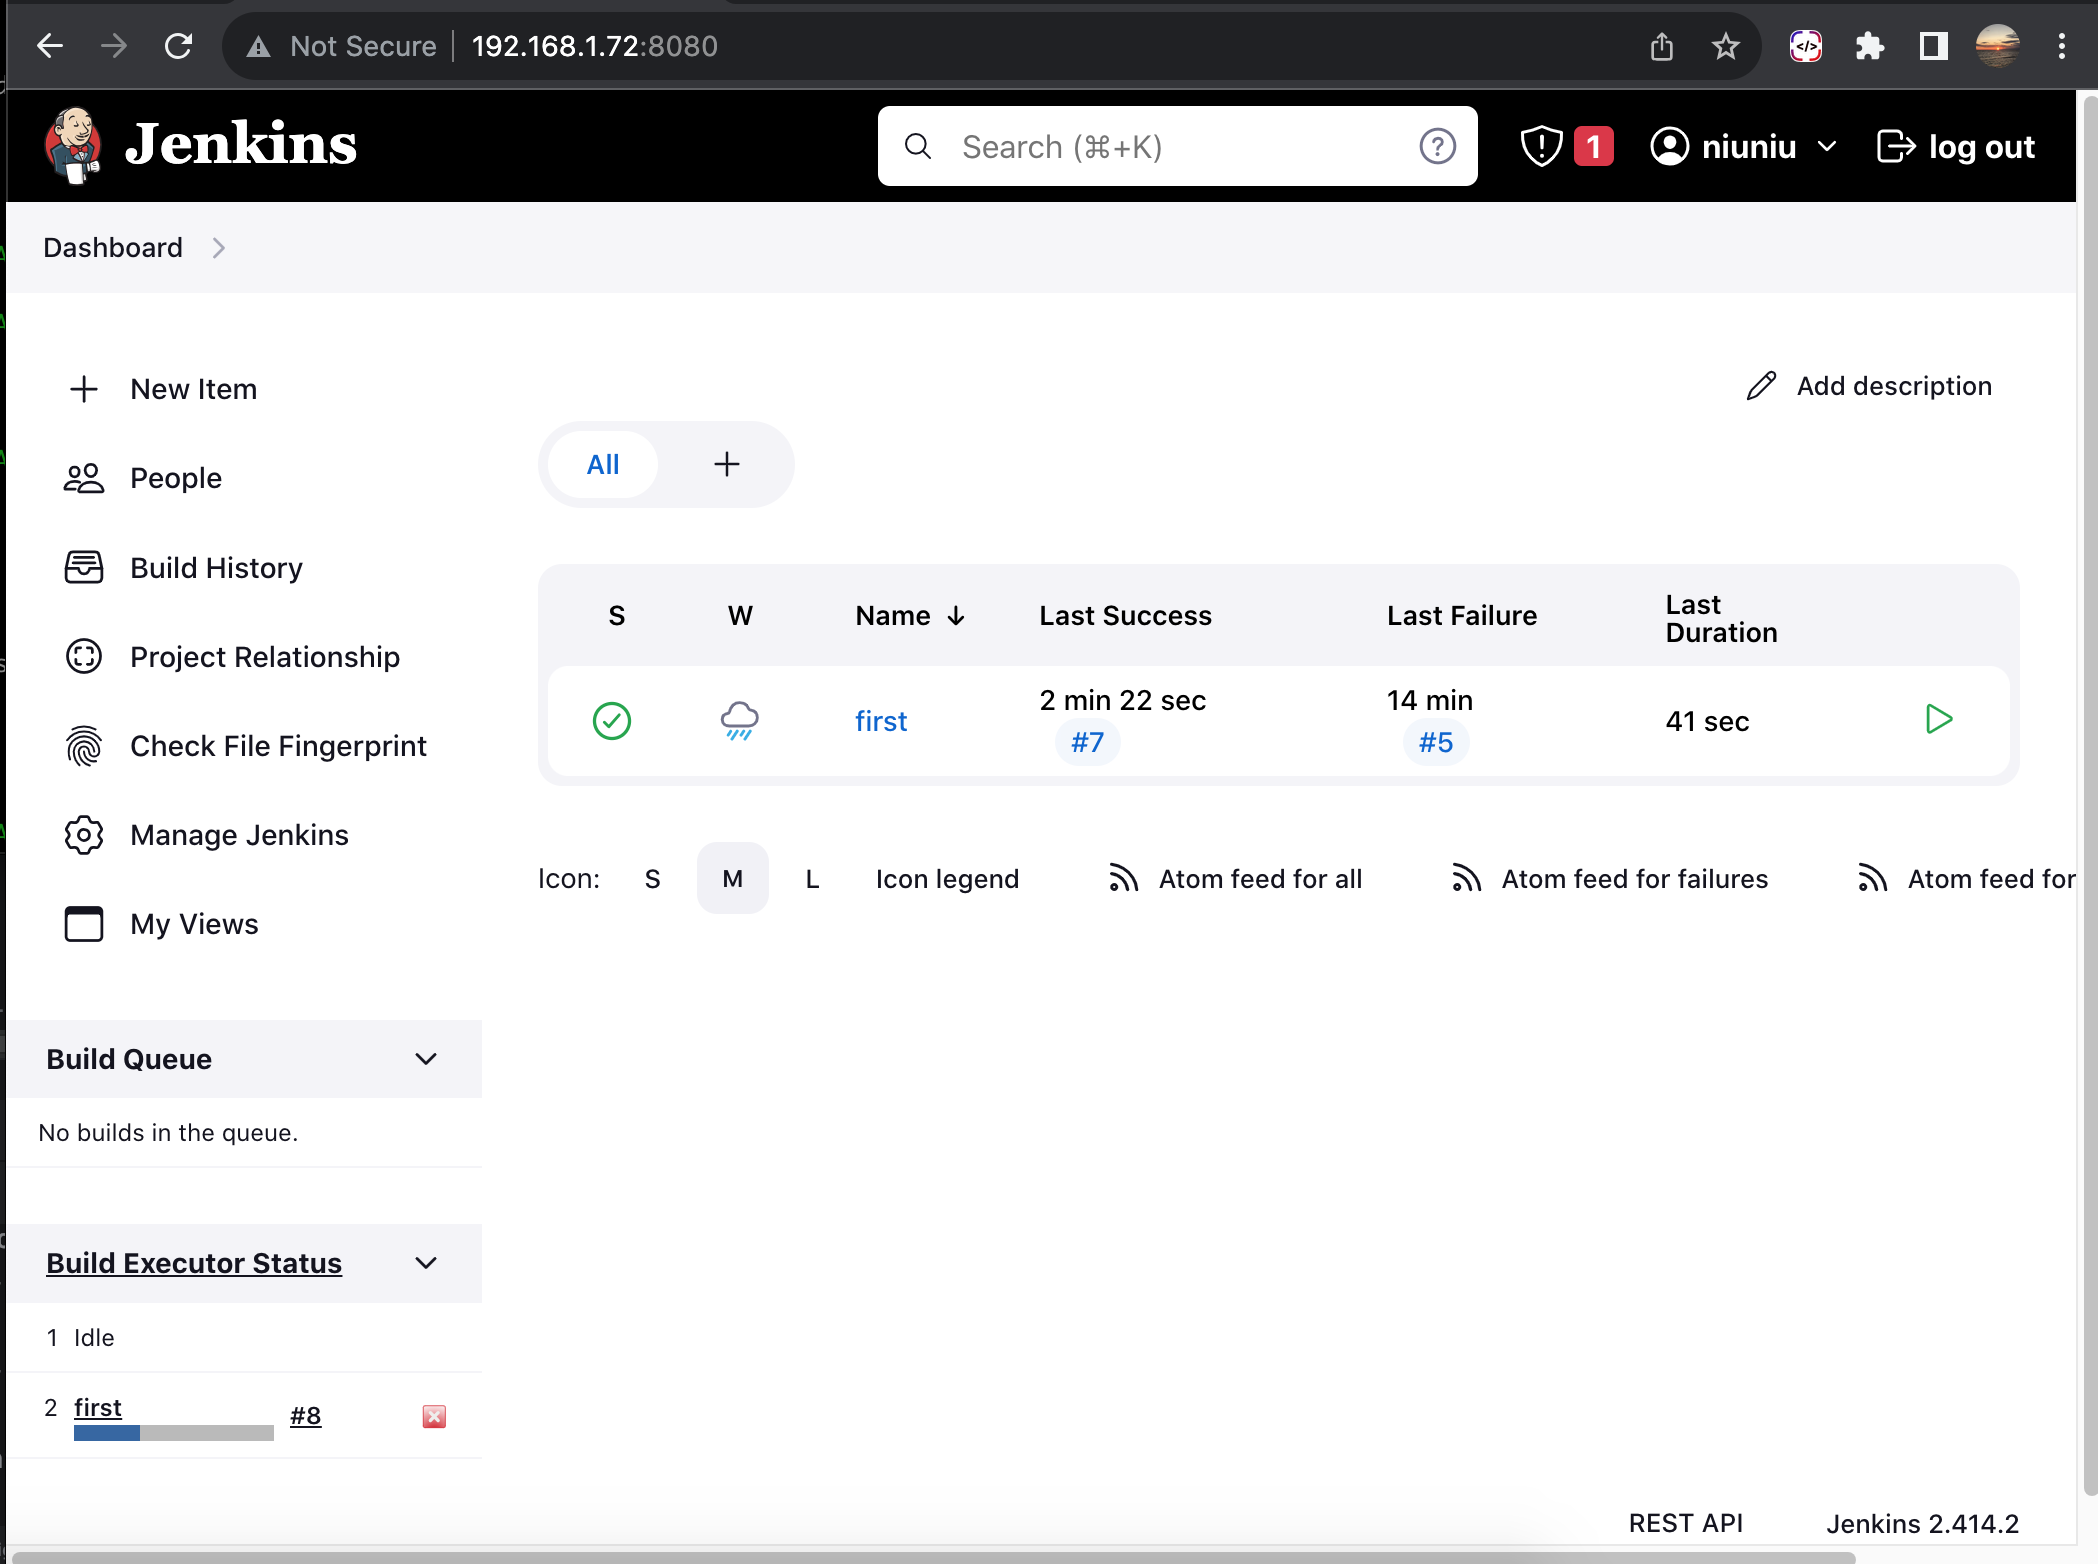 Not Secure 192.168.1.72:8080
Jenkins
Search (⌘+K)
1
niuniu
log out
Dashboard
New Item
People
Build History
Project Relationship
Check File Fingerprint
Manage Jenkins
My Views
Add description
All
S W Name ↓ Last Success Last Failure Last Duration
first 2 min 22 sec #7 14 min #5 41 sec
Icon: S M L Icon legend Atom feed for all Atom feed for failures Atom feed for
Build Queue
No builds in the queue.
Build Executor Status
1 Idle
2 first #8
REST API Jenkins 2.414.2